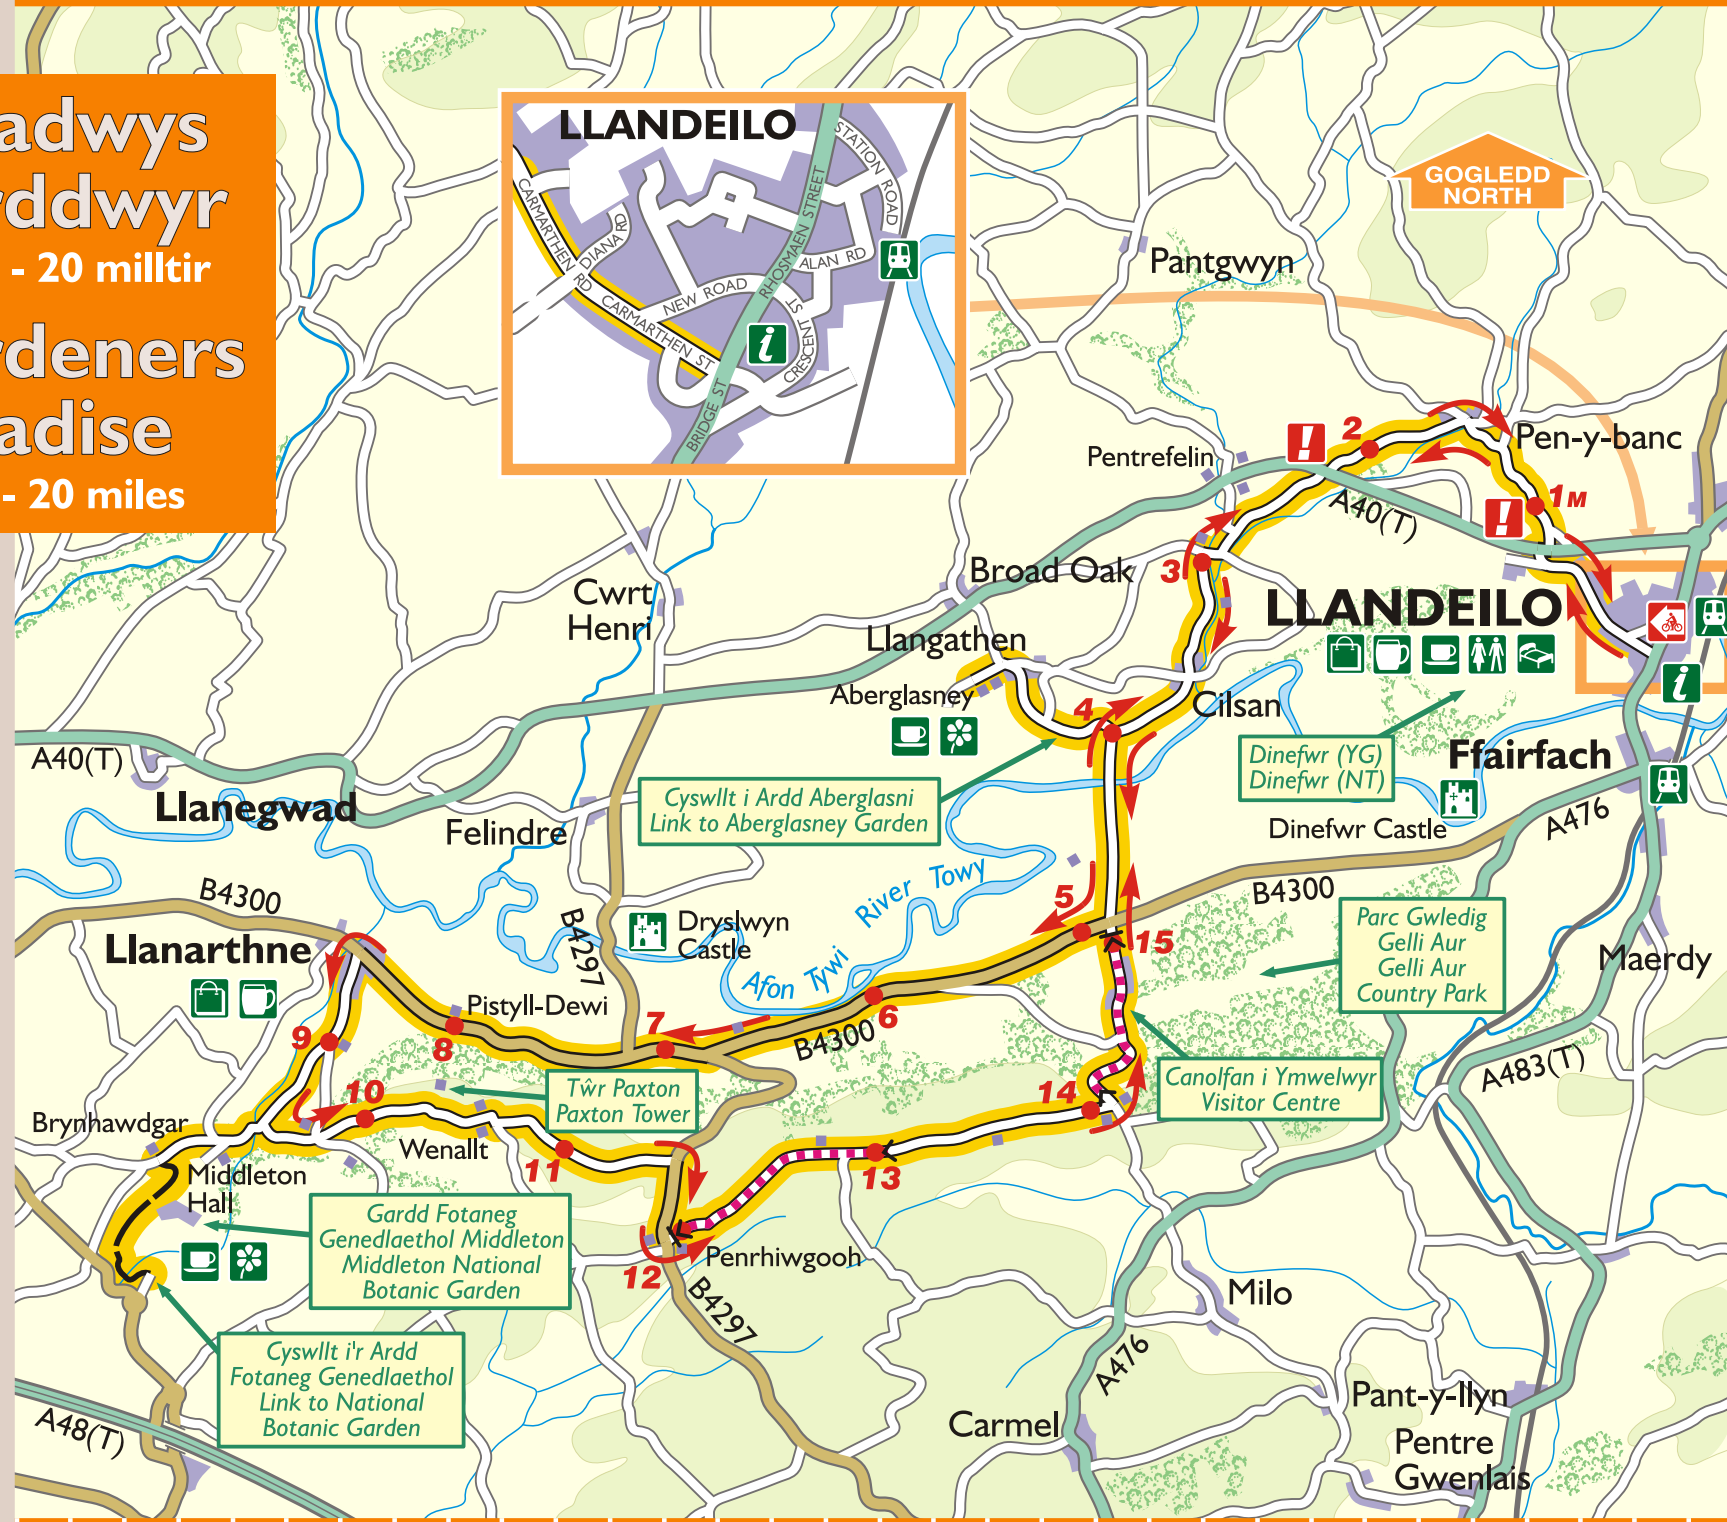 adwys
rddwyr
- 20 milltir
rdeners
adise
- 20 miles
LLANDEILO
STATION ROAD
CARMARTHEN RD
DIANA RD
RHOSMAEN STREET
ALAN RD
NEW ROAD
CARMARTHEN ST
CRESCENT ST
BRIDGE ST
i
GOGLEDD
NORTH
Pantgwyn
Pen-y-banc
Pentrefelin
!
2
1M
!
A40(T)
Broad Oak
3
Cwrt
Henri
Llangathen
LLANDEILO
i
Aberglasney
4
Cilsan
A40(T)
Dinefwr (YG)
Dinefwr (NT)
Ffairfach
Llanegwad
Cyswllt i Ardd Aberglasni
Link to Aberglasney Garden
Felindre
Dinefwr Castle
A476
River Towy
Afon Tywi
B4300
B4300
5
Parc Gwledig
Gelli Aur
Gelli Aur
Country Park
Dryslwyn
Castle
B4297
Llanarthne
15
Maerdy
Pistyll-Dewi
7
6
B4300
9
8
A483(T)
Canolfan i Ymwelwyr
Visitor Centre
Tŵr Paxton
Paxton Tower
10
14
Brynhawdgar
Wenallt
11
13
Middleton
Hall
Gardd Fotaneg
Genedlaethol Middleton
Middleton National
Botanic Garden
Penrhiwgooh
12
B4297
Milo
Cyswllt i'r Ardd
Fotaneg Genedlaethol
Link to National
Botanic Garden
A476
A48(T)
Carmel
Pant-y-llyn
Pentre
Gwenlais